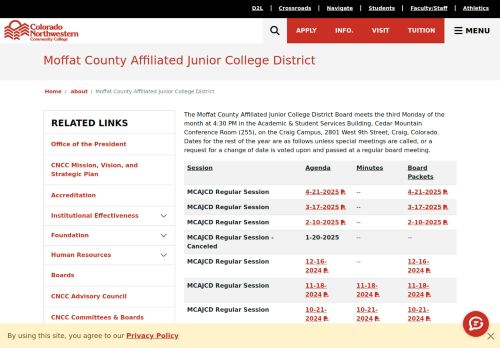 D2L | Crossroads | Navigate | Students | Faculty/Staff | Athletics
Colorado
Northwestern
Community College
APPLY INFO. VISIT TUITION MENU
Moffat County Affiliated Junior College District
Home / about / Moffat County Affiliated Junior College District
RELATED LINKS
Office of the President
CNCC Mission, Vision, and
Strategic Plan
Accreditation
Institutional Effectiveness
Foundation
Human Resources
Boards
CNCC Advisory Council
CNCC Committees & Boards
The Moffat County Affiliated Junior College District Board meets the third Monday of the
month at 4:30 PM in the Academic & Student Services Building, Cedar Mountain
Conference Room (255), on the Craig Campus, 2801 West 9th Street, Craig, Colorado.
Dates for the rest of the year are as follows unless special meetings are called, or a
request for a change of date is voted upon and passed at a regular board meeting.
Session Agenda Minutes Board
Packets
MCAJCD Regular Session 4-21-2025 -- 4-21-2025
MCAJCD Regular Session 3-17-2025 -- 3-17-2025
MCAJCD Regular Session 2-10-2025 -- 2-10-2025
MCAJCD Regular Session - 1-20-2025 -- --
Canceled
MCAJCD Regular Session 12-16- -- 12-16-
2024 2024
MCAJCD Regular Session 11-18- 11-18- 11-18-
2024 2024 2024
MCAJCD Regular Session 10-21- 10-21- 10-21-
2024 2024 2024
By using this site, you agree to our Privacy Policy ×